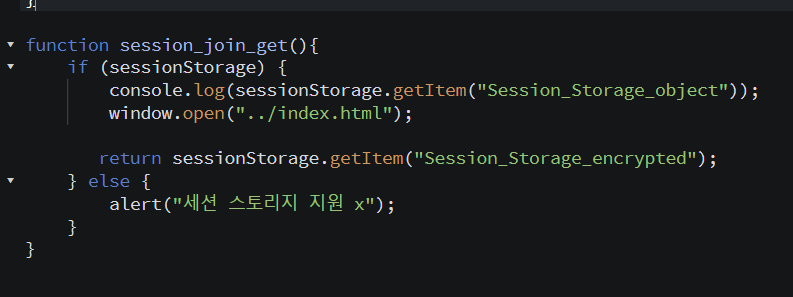 }
function session_join_get(){
if (sessionStorage) {
console.log(sessionStorage.getItem("Session_Storage_object"));
window.open("../index.html");
return sessionStorage.getItem("Session_Storage_encrypted");
} else {
alert("세션 스토리지 지원 x");
}
}